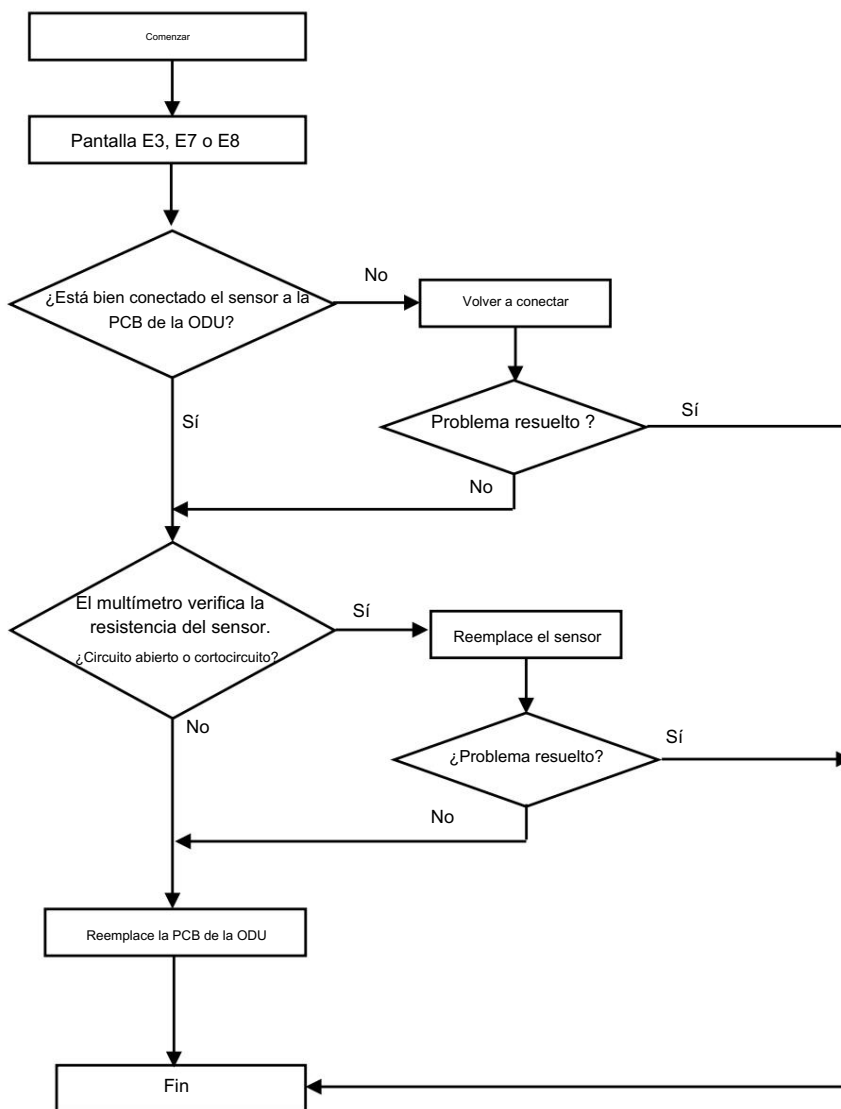 Comenzar
Pantalla E3, E7 o E8
¿Está bien conectado el sensor a la
PCB de la ODU?
No
Volver a conectar
Sí
Problema resuelto ?
Sí
No
El multímetro verifica la
resistencia del sensor.
¿Circuito abierto o cortocircuito?
Sí
Reemplace el sensor
No
¿Problema resuelto?
Sí
No
Reemplace la PCB de la ODU
Fin